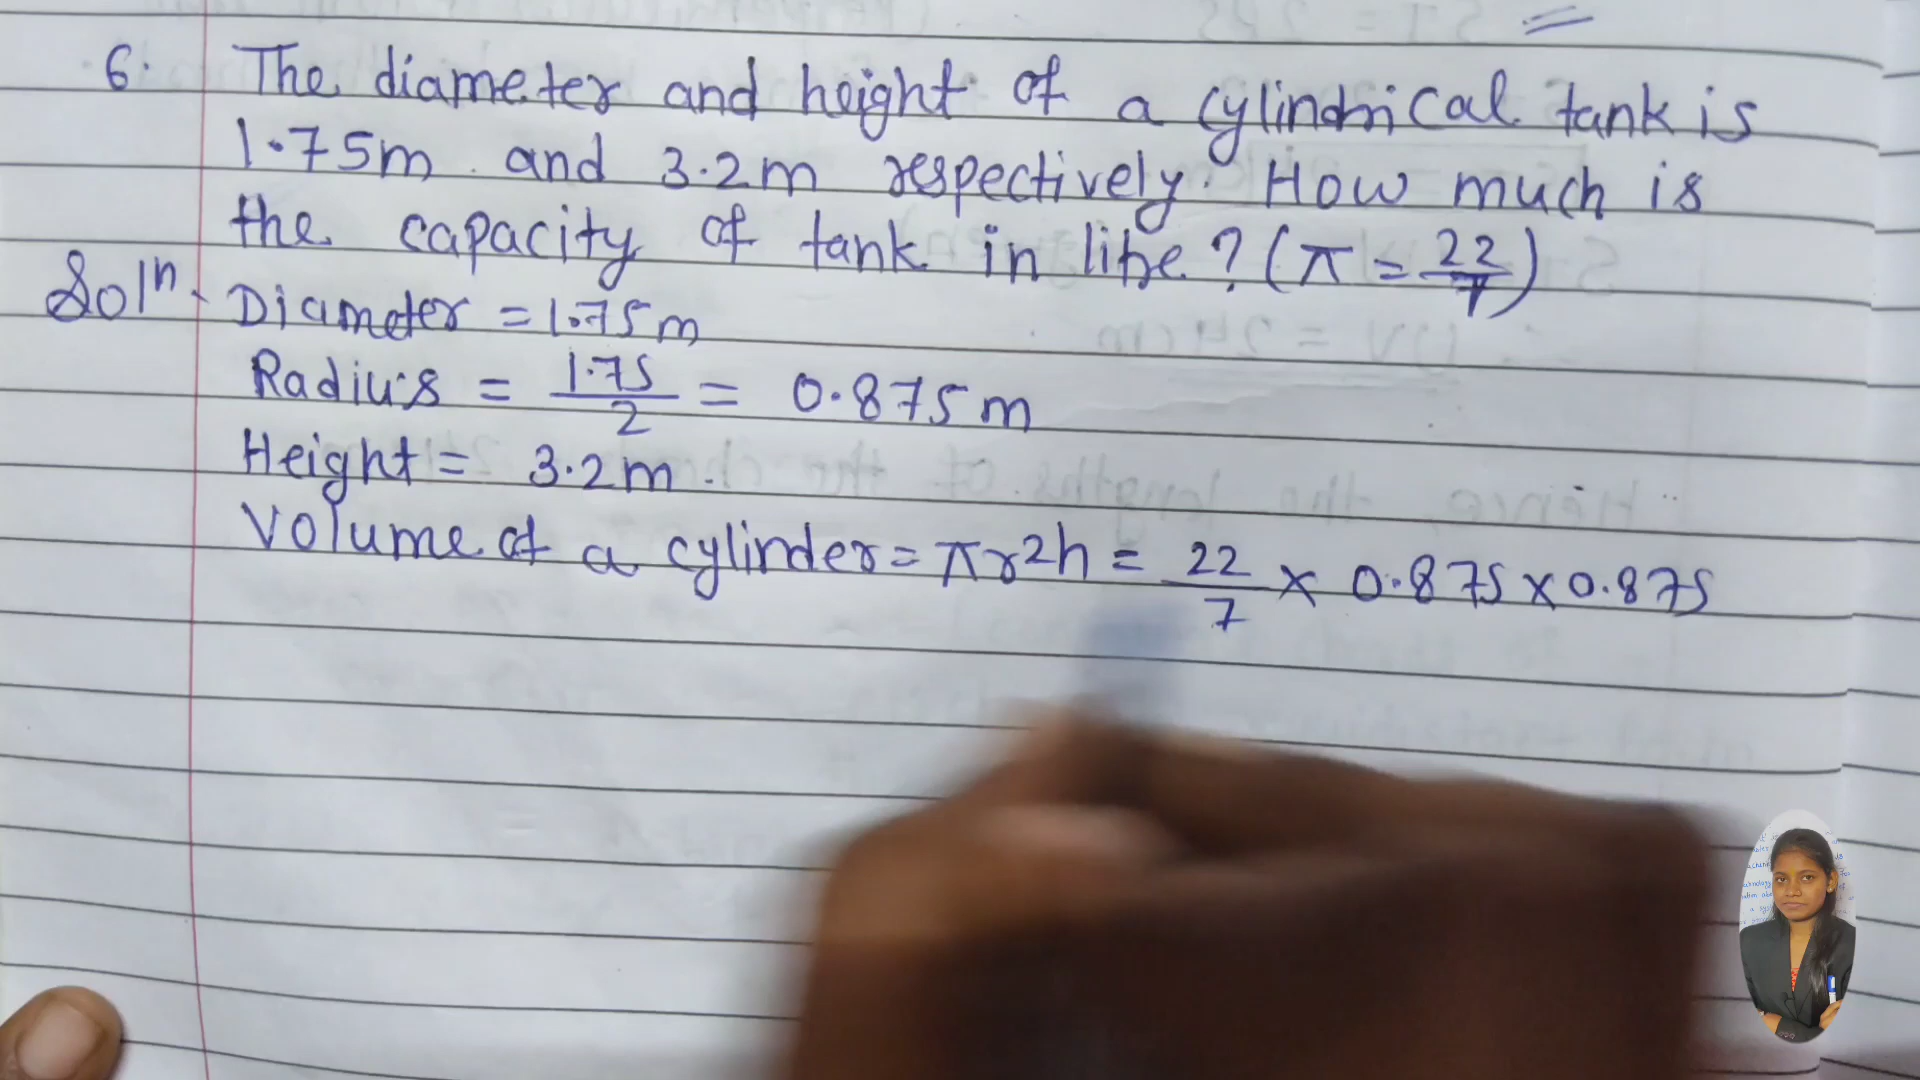 6. The diameter and height of a cylindrical tank is
1.75m and 3.2m respectively. How much is
the capacity of tank in litre? (π = 22/7)
Solⁿ. Diameter = 1.75m
Radius = 1.75/2 = 0.875m
Height = 3.2m.
Volume of a cylinder = πr2h = 22/7 × 0.875 × 0.875